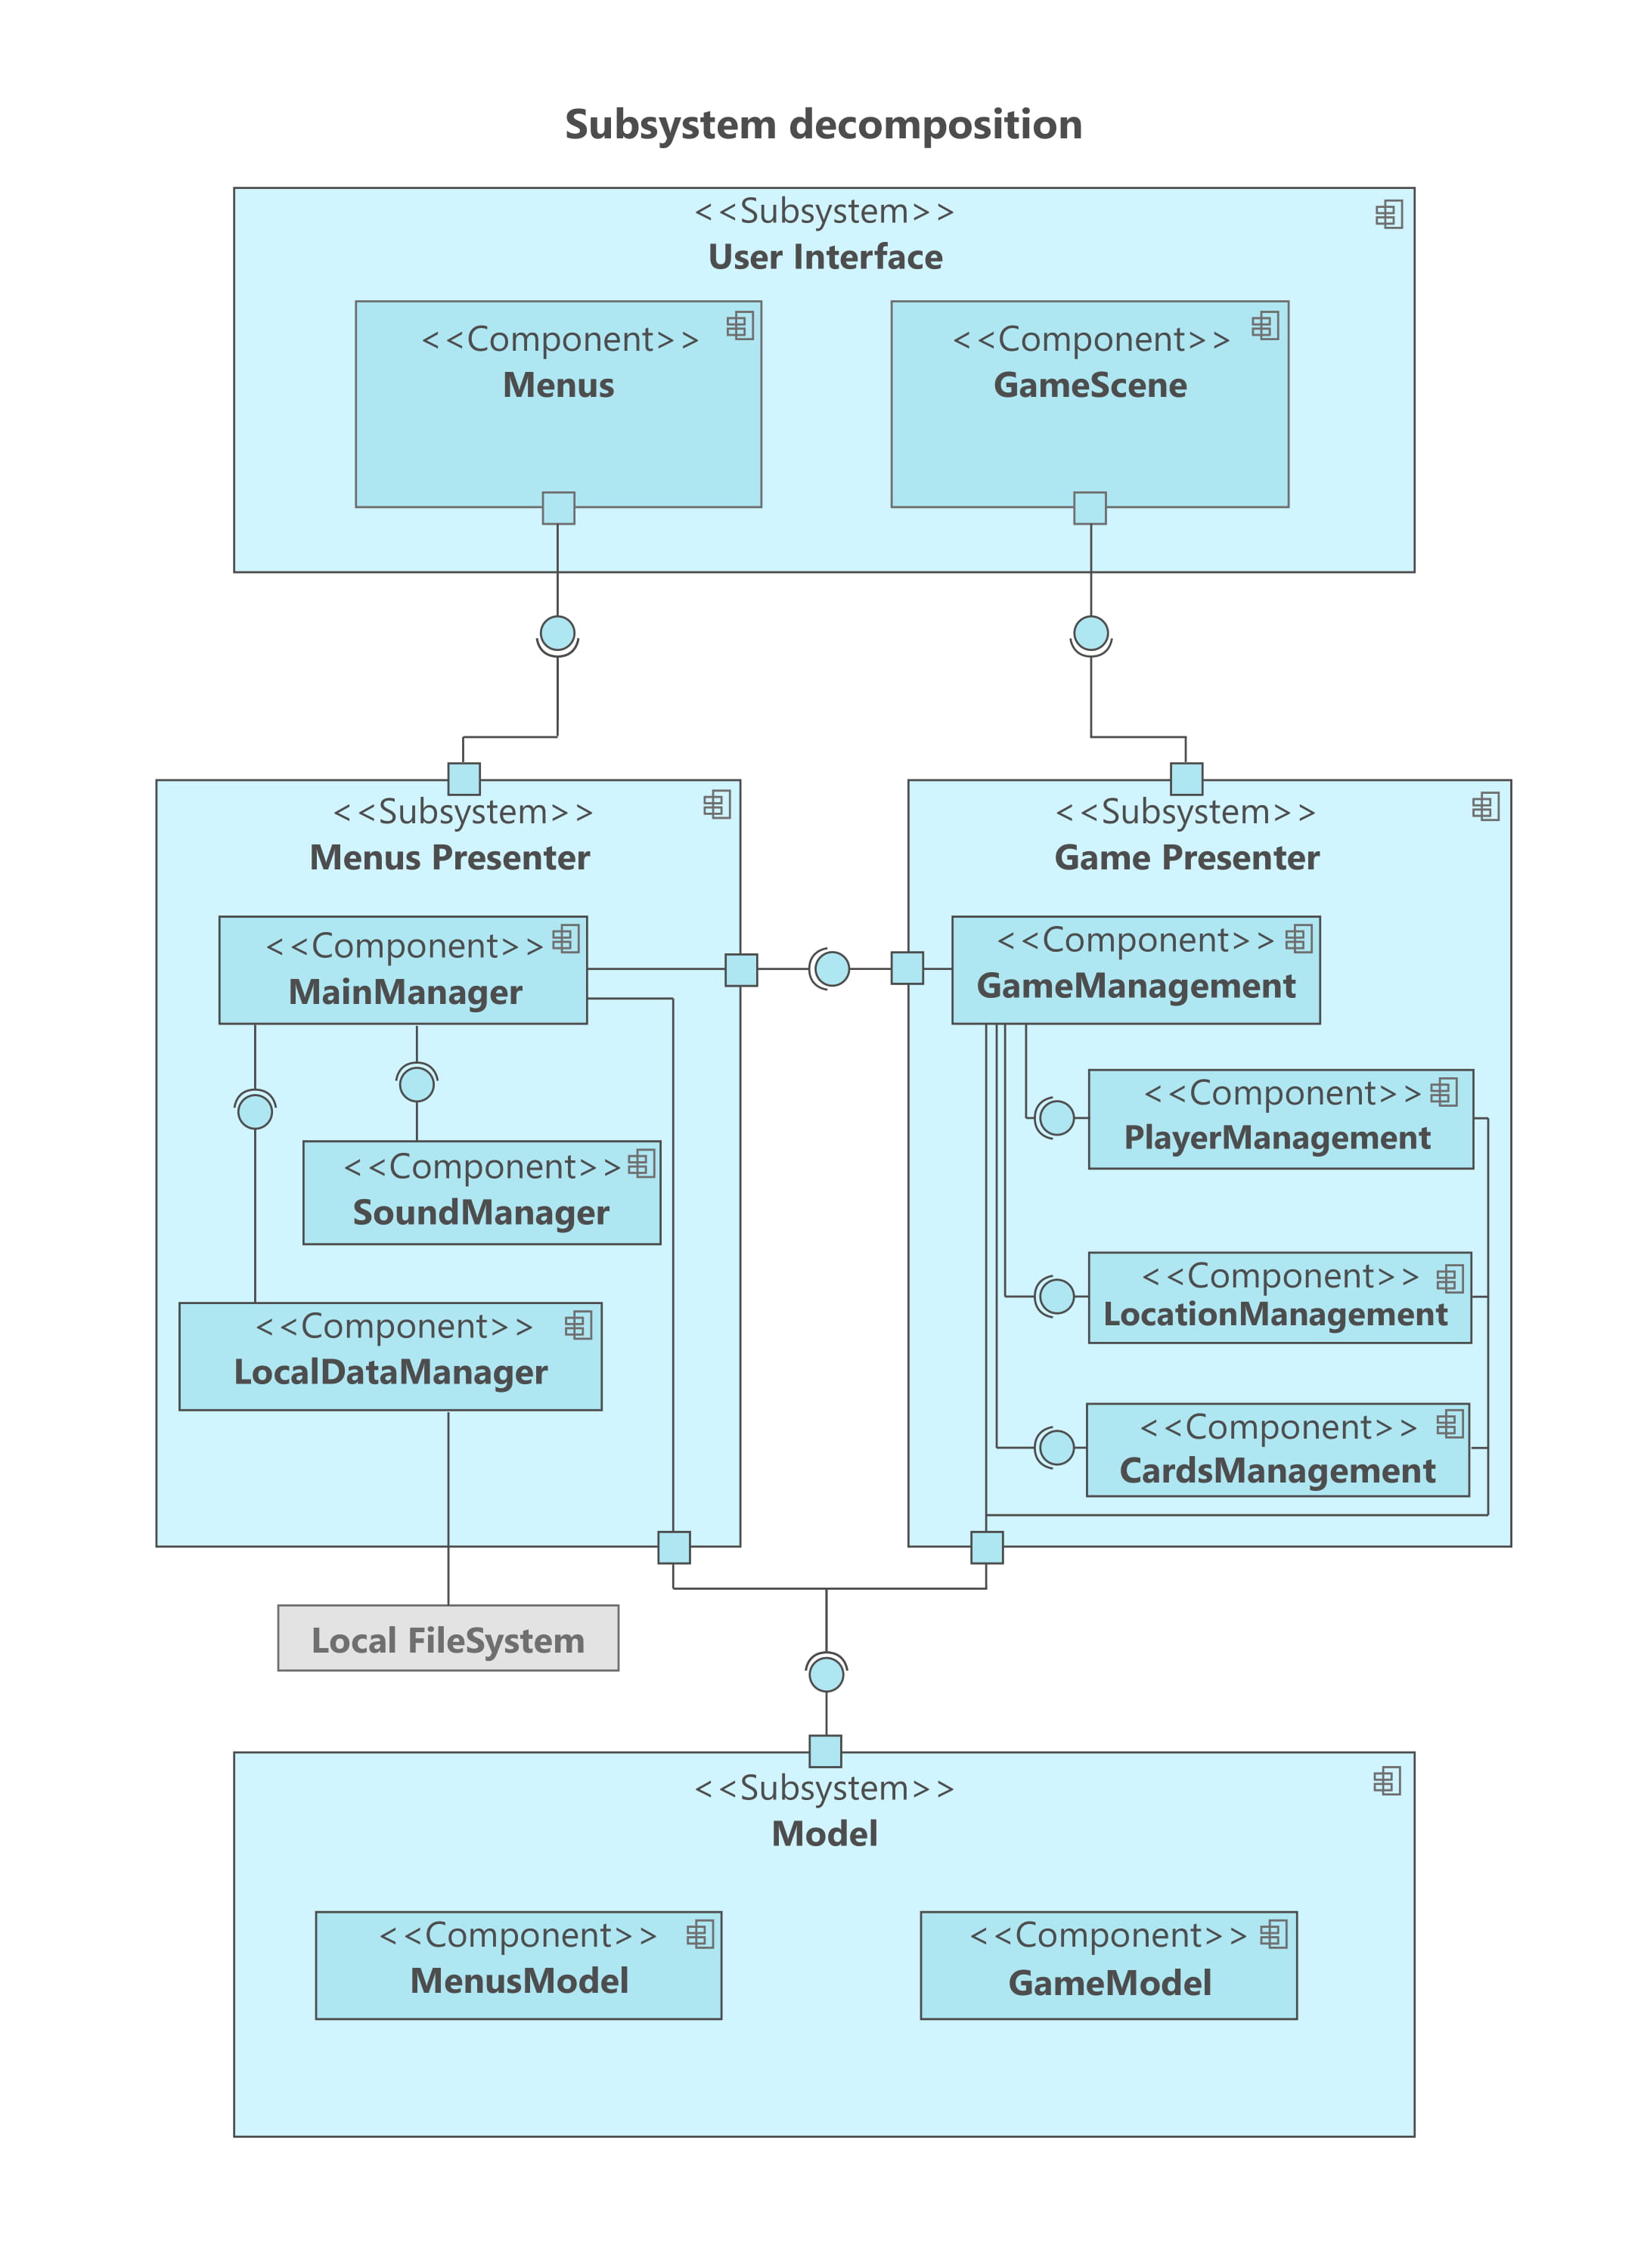 Subsystem decomposition
<<Subsystem>>
User Interface
<<Component>>
Menus
<<Component>>
GameScene
<<Subsystem>>
Menus Presenter
<<Component>>
MainManager
<<Component>>
SoundManager
<<Component>>
LocalDataManager
<<Subsystem>>
Game Presenter
<<Component>>
GameManagement
<<Component>>
PlayerManagement
<<Component>>
LocationManagement
<<Component>>
CardsManagement
Local FileSystem
<<Subsystem>>
Model
<<Component>>
MenusModel
<<Component>>
GameModel